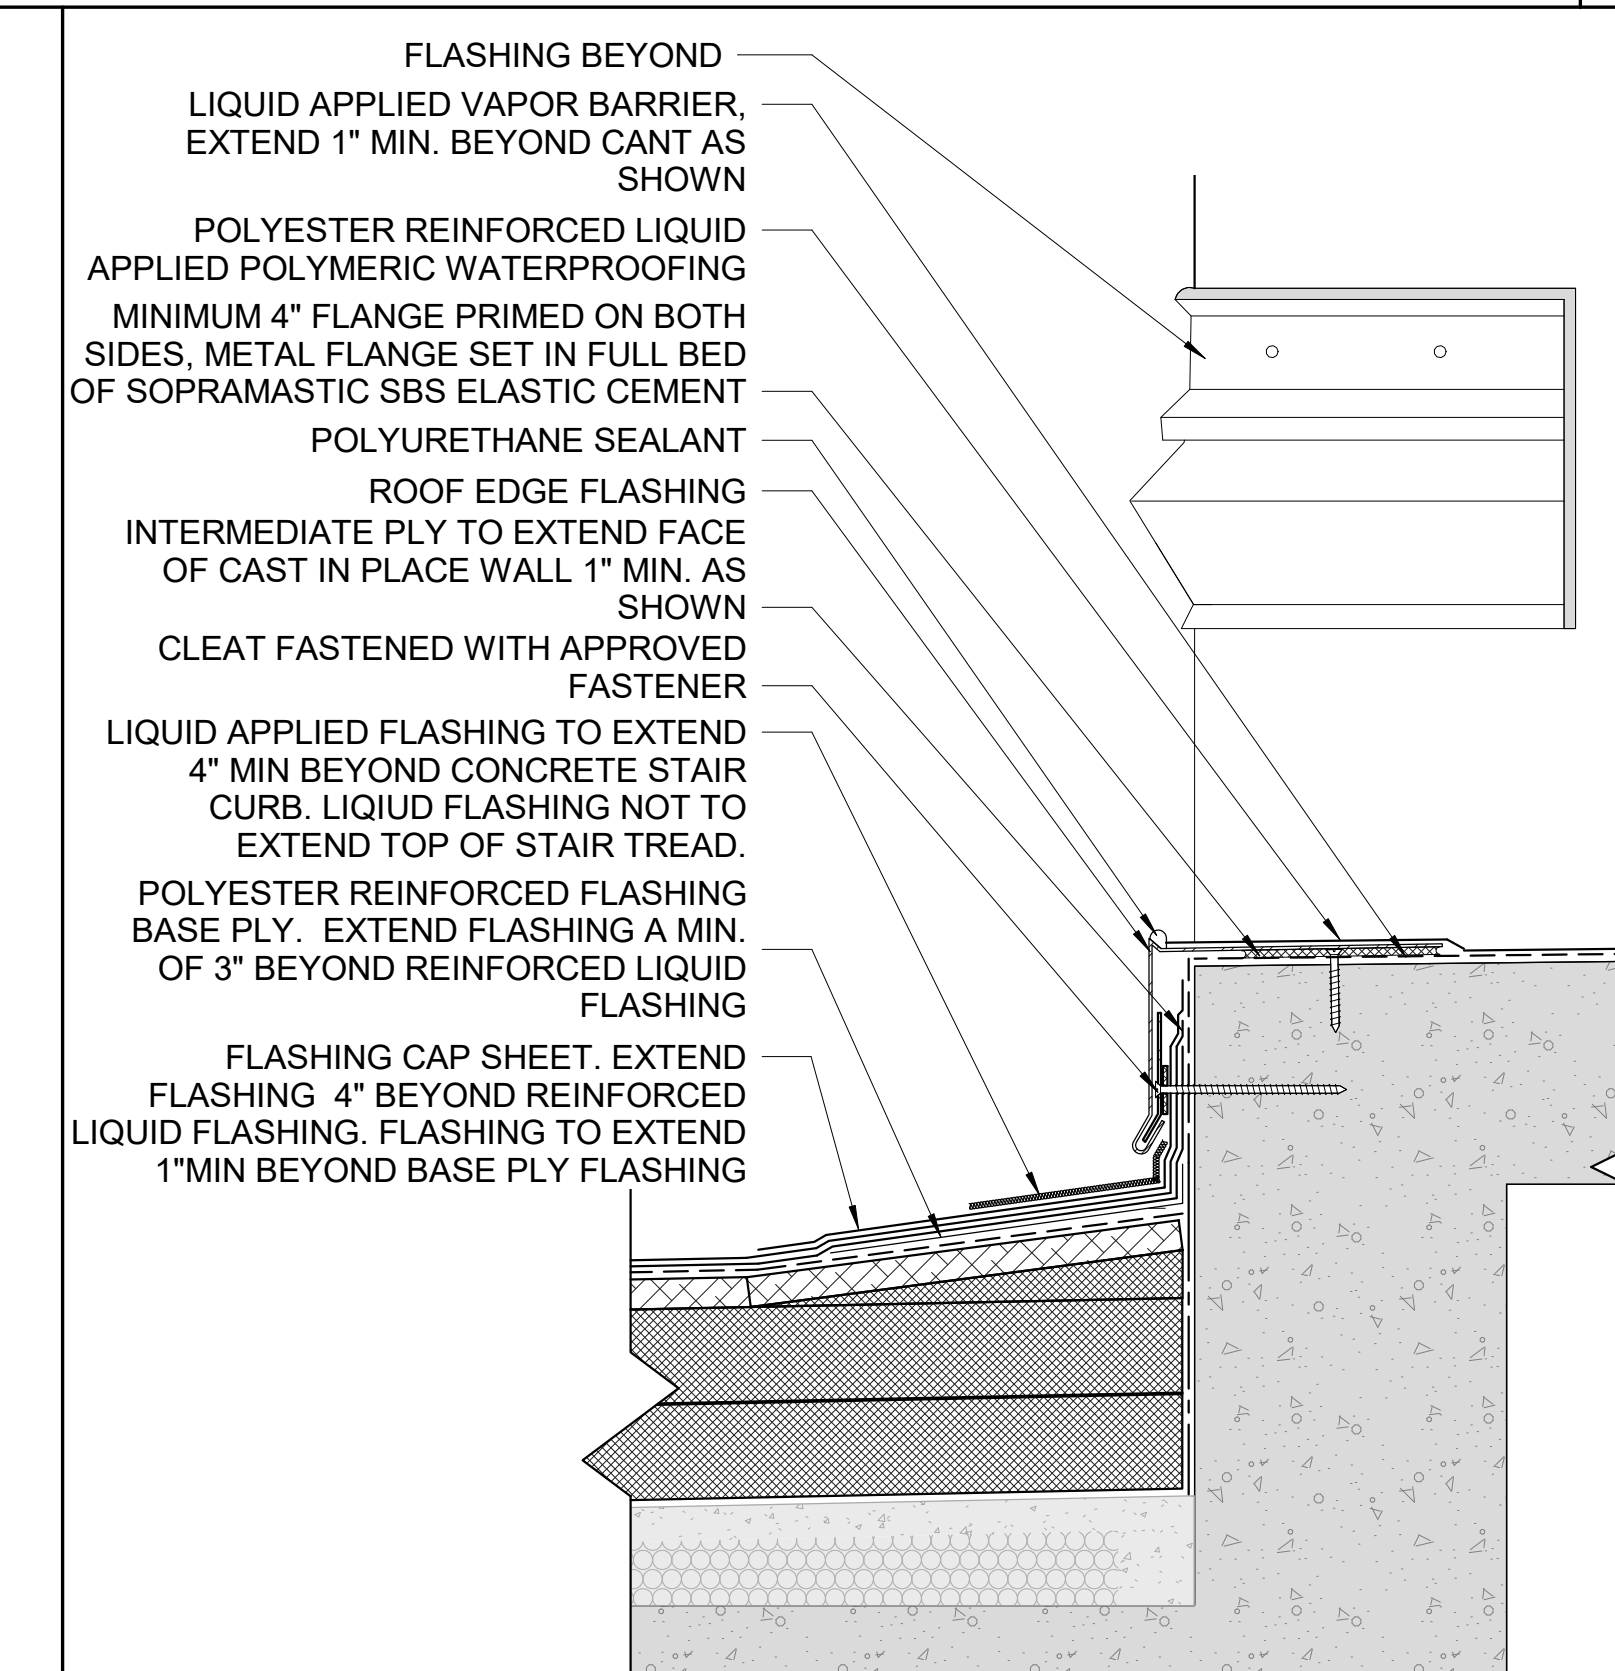 FLASHING BEYOND
LIQUID APPLIED VAPOR BARRIER,
EXTEND 1" MIN. BEYOND CANT AS
SHOWN
POLYESTER REINFORCED LIQUID
APPLIED POLYMERIC WATERPROOFING
MINIMUM 4" FLANGE PRIMED ON BOTH
SIDES, METAL FLANGE SET IN FULL BED
OF SOPRAMASTIC SBS ELASTIC CEMENT
POLYURETHANE SEALANT
ROOF EDGE FLASHING
INTERMEDIATE PLY TO EXTEND FACE
OF CAST IN PLACE WALL 1" MIN. AS
SHOWN
CLEAT FASTENED WITH APPROVED
FASTENER
LIQUID APPLIED FLASHING TO EXTEND
4" MIN BEYOND CONCRETE STAIR
CURB. LIQIUD FLASHING NOT TO
EXTEND TOP OF STAIR TREAD.
POLYESTER REINFORCED FLASHING
BASE PLY.  EXTEND FLASHING A MIN.
OF 3" BEYOND REINFORCED LIQUID
FLASHING
FLASHING CAP SHEET. EXTEND
FLASHING  4" BEYOND REINFORCED
LIQUID FLASHING. FLASHING TO EXTEND
1"MIN BEYOND BASE PLY FLASHING